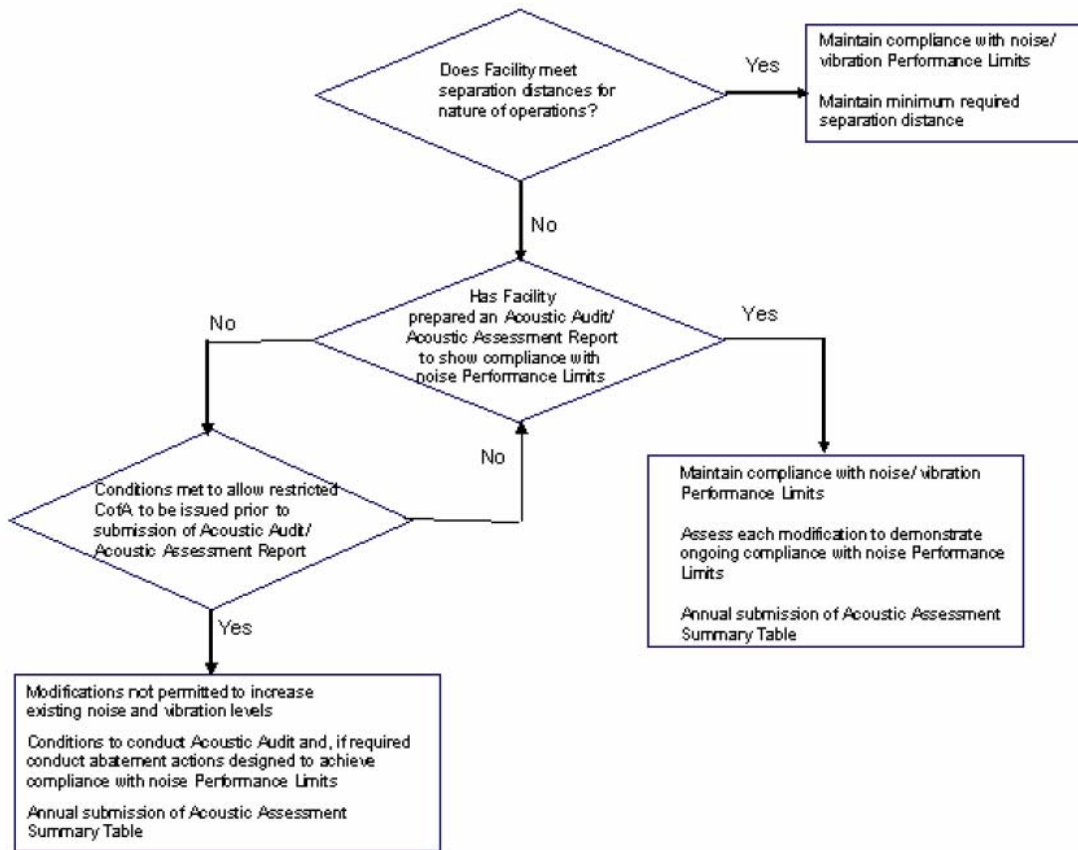 Does Facility meet
separation distances for
nature of operations?
Yes
Maintain compliance with noise/
vibration Performance Limits
Maintain minimum required
separation distance
No
Has Facility
prepared an Acoustic Audit/
Acoustic Assessment Report
to show compliance with
noise Performance Limits
No
Yes
Conditions met to allow restricted
CofA to be issued prior to
submission of Acoustic Audit/
Acoustic Assessment Report
No
Maintain compliance with noise/ vibration
Performance Limits
Assess each modification to demonstrate
ongoing compliance with noise Performance
Limits
Annual submission of Acoustic Assessment
Summary Table
Yes
Modifications not permitted to increase
existing noise and vibration levels
Conditions to conduct Acoustic Audit and, if required
conduct abatement actions designed to achieve
compliance with noise Performance Limits
Annual submission of Acoustic Assessment
Summary Table